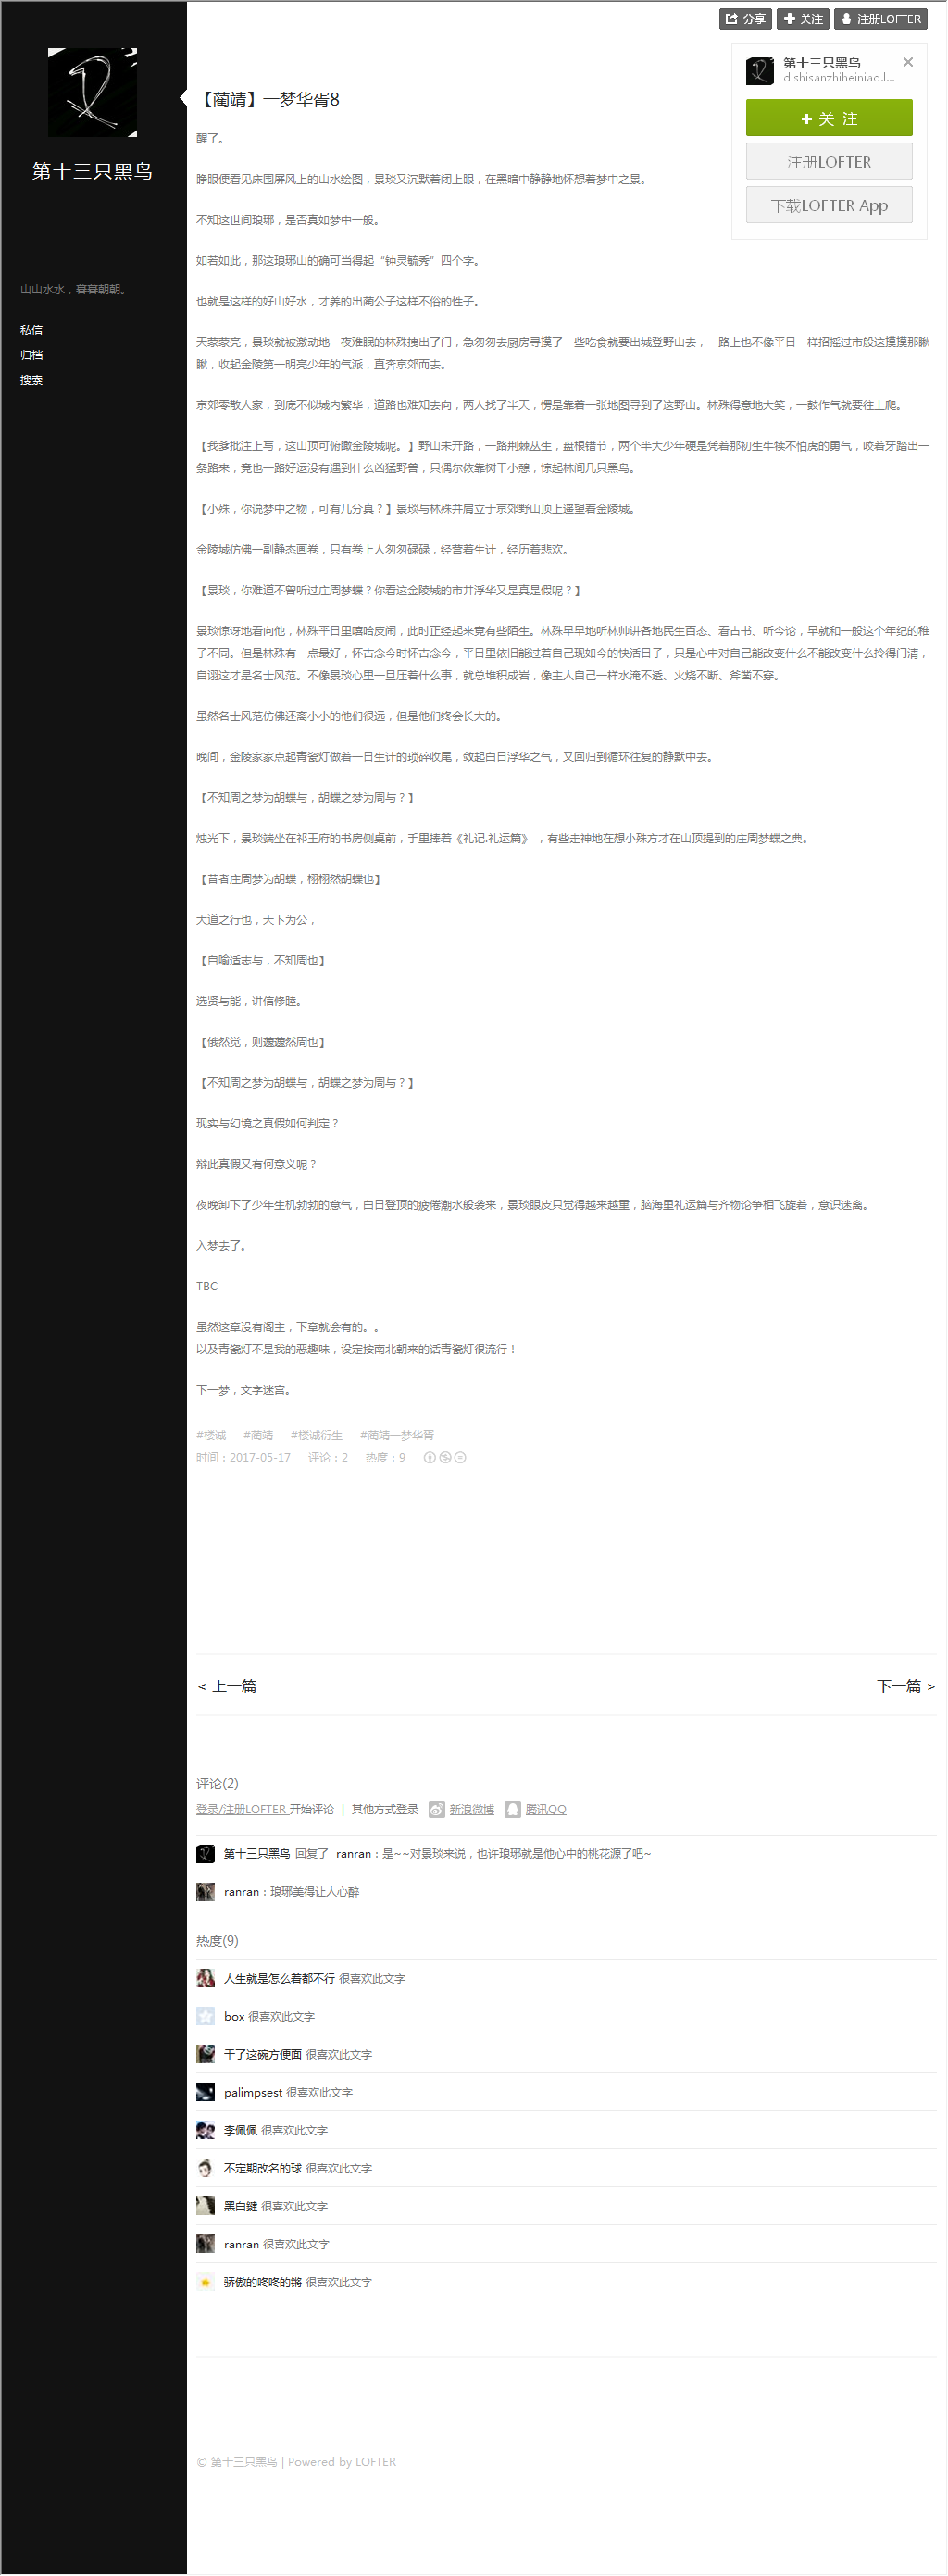 分享 关注 注册LOFTER
第十三只黑鸟
dishisanzhiheiniao.l...
关 注
注册LOFTER
下载LOFTER App
第十三只黑鸟
山山水水，暮暮朝朝。
私信
归档
搜索
【蔺靖】一梦华胥8
醒了。
睁眼便看见床围屏风上的山水绘图，景琰又沉默着闭上眼，在黑暗中静静地怀想着梦中之景。
不知这世间琅琊，是否真如梦中一般。
如若如此，那这琅琊山的确可当得起“钟灵毓秀”四个字。
也就是这样的好山好水，才养的出蔺公子这样不俗的性子。
天蒙蒙亮，景琰就被激动地一夜难眠的林殊拽出了门，急匆匆去厨房寻摸了一些吃食就要出城登野山去，一路上也不像平日一样招摇过市般这摸摸那瞅
瞅，收起金陵第一明亮少年的气派，直奔京郊而去。
京郊零散人家，到底不似城内繁华，道路也难知去向，两人找了半天，愣是靠着一张地图寻到了这野山。林殊得意地大笑，一鼓作气就要往上爬。
【我爹批注上写，这山顶可俯瞰金陵城呢。】野山未开路，一路荆棘丛生，盘根错节，两个半大少年硬是凭着那初生牛犊不怕虎的勇气，咬着牙踏出一
条路来，竟也一路好运没有遇到什么凶猛野兽，只偶尔依靠树干小憩，惊起林间几只黑鸟。
【小殊，你说梦中之物，可有几分真？】景琰与林殊并肩立于京郊野山顶上遥望着金陵城。
金陵城仿佛一副静态画卷，只有卷上人匆匆碌碌，经营着生计，经历着悲欢。
【景琰，你难道不曾听过庄周梦蝶？你看这金陵城的市井浮华又是真是假呢？】
景琰惊讶地看向他，林殊平日里嘻哈皮闹，此时正经起来竟有些陌生。林殊早早地听林帅讲各地民生百态、看古书、听今论，早就和一般这个年纪的稚
子不同。但是林殊有一点最好，怀古念今时怀古念今，平日里依旧能过着自己现如今的快活日子，只是心中对自己能改变什么不能改变什么拎得门清，
自诩这才是名士风范。不像景琰心里一旦压着什么事，就总堆积成岩，像主人自己一样水淹不透、火烧不断、斧凿不穿。
虽然名士风范仿佛还离小小的他们很远，但是他们终会长大的。
晚间，金陵家家点起青瓷灯做着一日生计的琐碎收尾，敛起白日浮华之气，又回归到循环往复的静默中去。
【不知周之梦为胡蝶与，胡蝶之梦为周与？】
烛光下，景琰端坐在祁王府的书房侧桌前，手里捧着《礼记.礼运篇》，有些走神地在想小殊方才在山顶提到的庄周梦蝶之典。
【昔者庄周梦为胡蝶，栩栩然胡蝶也】
大道之行也，天下为公，
【自喻适志与，不知周也】
选贤与能，讲信修睦。
【俄然觉，则蘧蘧然周也】
【不知周之梦为胡蝶与，胡蝶之梦为周与？】
现实与幻境之真假如何判定？
辩此真假又有何意义呢？
夜晚卸下了少年生机勃勃的意气，白日登顶的疲倦潮水般袭来，景琰眼皮只觉得越来越重，脑海里礼运篇与齐物论争相飞旋着，意识迷离。
入梦去了。
TBC
虽然这章没有阁主，下章就会有的。。
以及青瓷灯不是我的恶趣味，设定按南北朝来的话青瓷灯很流行！
下一梦，文字迷宫。
#楼诚 #蔺靖 #楼诚衍生 #蔺靖一梦华胥
时间：2017-05-17 评论：2 热度：9
< 上一篇 下一篇 >
评论(2)
登录/注册LOFTER 开始评论 | 其他方式登录 新浪微博 腾讯QQ
第十三只黑鸟 回复了 ranran：是~~对景琰来说，也许琅琊就是他心中的桃花源了吧~
ranran：琅琊美得让人心醉
热度(9)
人生就是怎么着都不行 很喜欢此文字
box 很喜欢此文字
干了这碗方便面 很喜欢此文字
palimpsest 很喜欢此文字
李佩佩 很喜欢此文字
不定期改名的球 很喜欢此文字
黑白键 很喜欢此文字
ranran 很喜欢此文字
骄傲的咚咚的锵 很喜欢此文字
© 第十三只黑鸟 | Powered by LOFTER